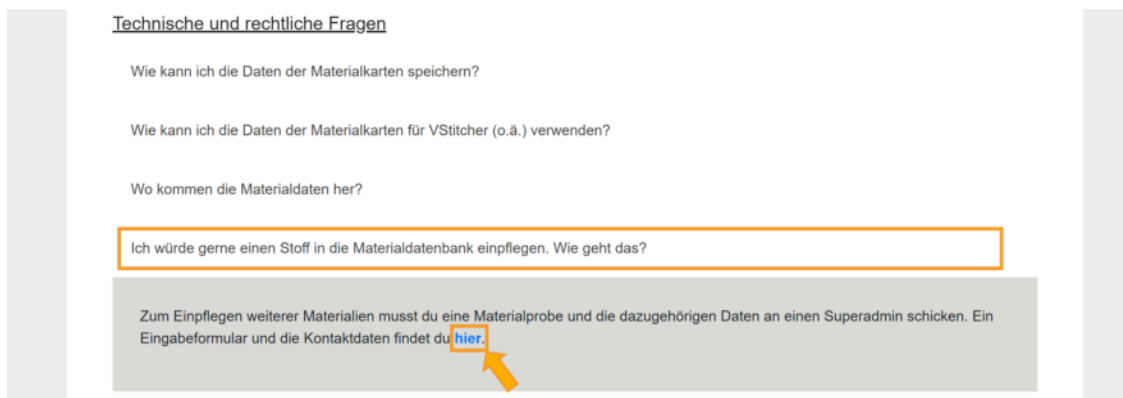 Technische und rechtliche Fragen
Wie kann ich die Daten der Materialkarten speichern?
Wie kann ich die Daten der Materialkarten für VStitcher (o.ä.) verwenden?
Wo kommen die Materialdaten her?
Ich würde gerne einen Stoff in die Materialdatenbank einpflegen. Wie geht das?
Zum Einpflegen weiterer Materialien musst du eine Materialprobe und die dazugehörigen Daten an einen Superadmin schicken. Ein
Eingabeformular und die Kontaktdaten findet du hier.